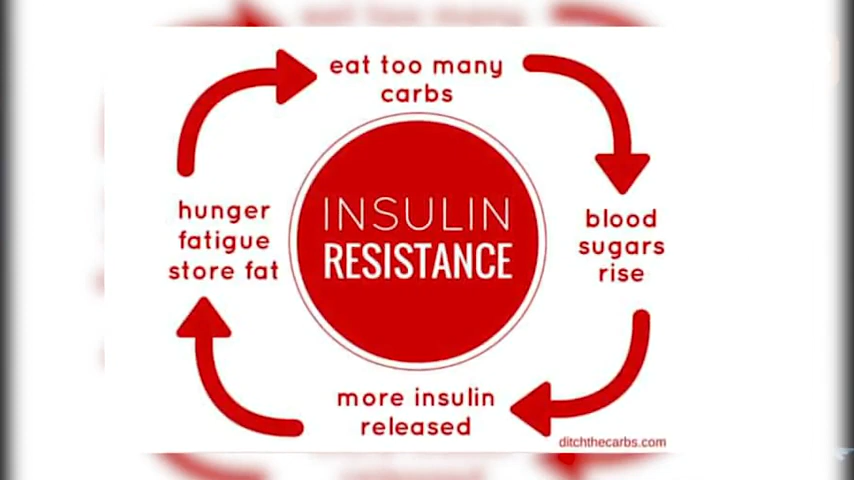 eat too many
carbs
blood
sugars
rise
more insulin
released
hunger
fatigue
store fat
INSULIN
RESISTANCE
ditchthecarbs.com